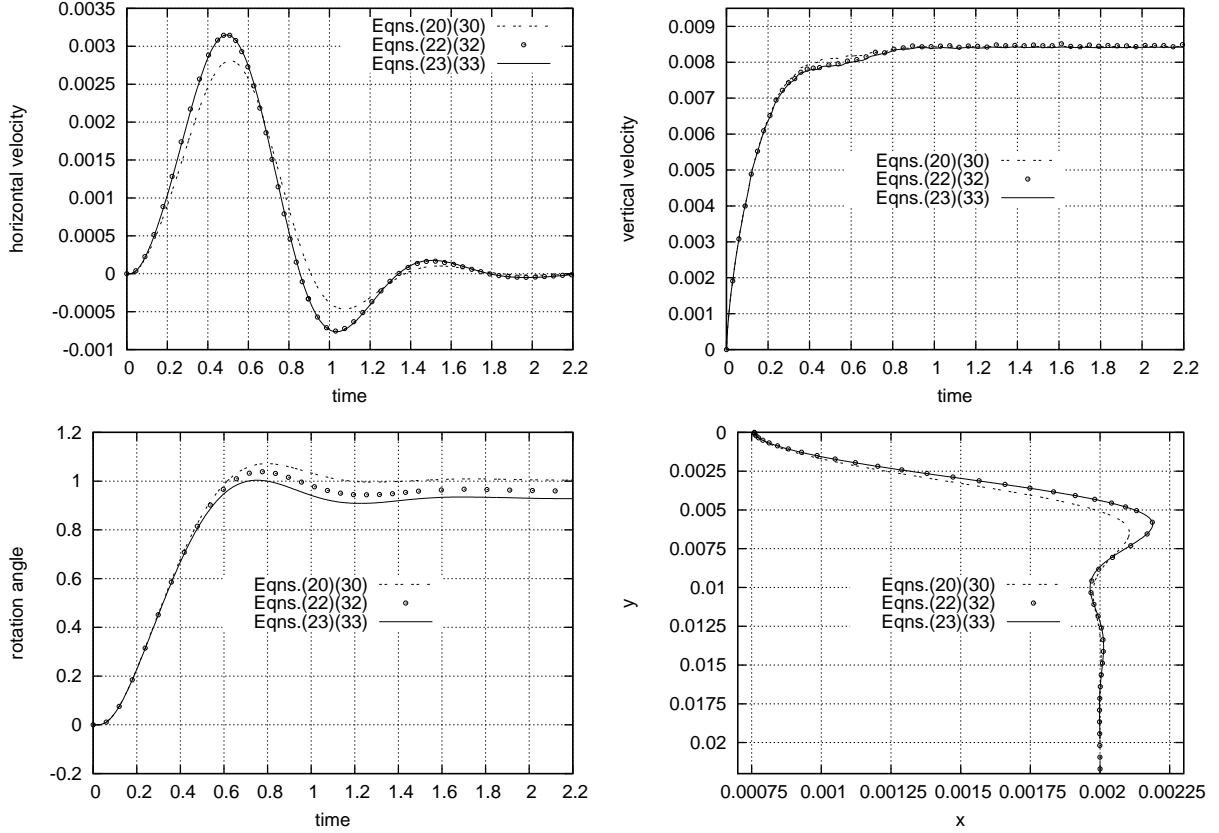 0.0035
0.003
0.0025
0.002
0.0015
0.001
0.0005
0
-0.0005
-0.001
0 0.2 0.4 0.6 0.8 1 1.2 1.4 1.6 1.8 2 2.2
horizontal velocity
time
Eqns.(20)(30)
Eqns.(22)(32)
Eqns.(23)(33)
0.009
0.008
0.007
0.006
0.005
0.004
0.003
0.002
0.001
0
0 0.2 0.4 0.6 0.8 1 1.2 1.4 1.6 1.8 2 2.2
vertical velocity
time
Eqns.(20)(30)
Eqns.(22)(32)
Eqns.(23)(33)
1.2
1
0.8
0.6
0.4
0.2
0
-0.2
0 0.2 0.4 0.6 0.8 1 1.2 1.4 1.6 1.8 2 2.2
rotation angle
time
Eqns.(20)(30)
Eqns.(22)(32)
Eqns.(23)(33)
0
0.0025
0.005
0.0075
0.01
0.0125
0.015
0.0175
0.02
0.00075 0.001 0.00125 0.0015 0.00175 0.002 0.00225
y
x
Eqns.(20)(30)
Eqns.(22)(32)
Eqns.(23)(33)